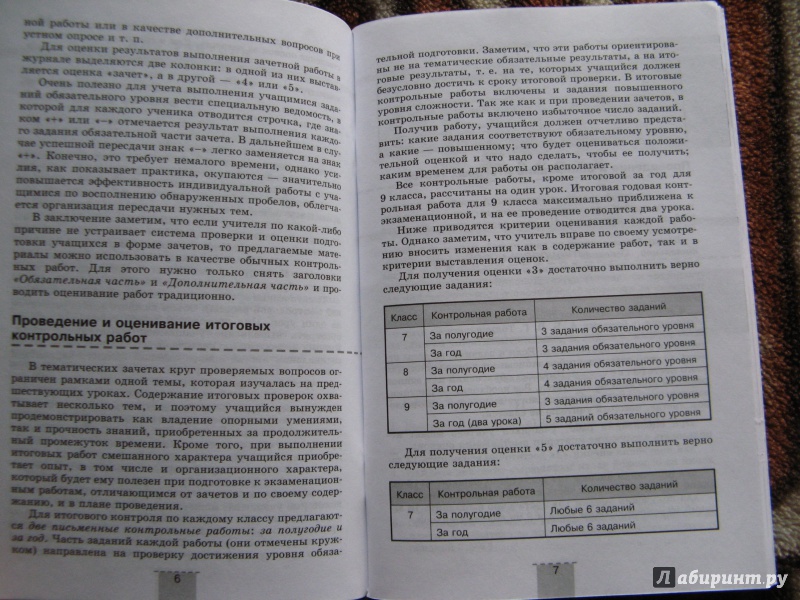 ной работы или в качестве дополнительных вопросов при
устном опросе и т. п.
Для оценки результатов выполнения зачетной работы в
журнале выделяются две колонки: в одной из них выстав-
ляется оценка «зачет», а в другой — «4» или «5».
Очень полезно для учета выполнения учащимися зада-
ний обязательного уровня вести специальную ведомость, в
которой для каждого ученика отводится строчка, где зна-
ком «+» или «–» отмечается результат выполнения каждо-
го задания обязательной части зачета. В дальнейшем в слу-
чае успешной пересдачи знак «–» легко заменяется на знак
«+». Конечно, это требует немалого времени, однако уси-
лия, как показывает практика, окупаются — значительно
повышается эффективность индивидуальной работы с уча-
щимися по восполнению обнаруженных пробелов, облегча-
ется организация пересдачи нужных тем.
В заключение заметим, что если учителя по какой-либо
причине не устраивает система проверки и оценки подго-
товки учащихся в форме зачетов, то предлагаемые мате-
риалы можно использовать в качестве обычных контроль-
ных работ. Для этого нужно только снять заголовки
«Обязательная часть» и «Дополнительная часть» и про-
водить оценивание работ традиционно.
Проведение и оценивание итоговых
контрольных работ
В тематических зачетах круг проверяемых вопросов ог-
раничен рамками одной темы, которая изучалась на пред-
шествующих уроках. Содержание итоговых проверок охва-
тывает несколько тем, и поэтому учащийся вынужден
продемонстрировать как владение опорными умениями,
так и прочность знаний, приобретенных за продолжитель-
ный промежуток времени. Кроме того, при выполнении
итоговых работ смешанного характера учащийся приобре-
тает опыт, в том числе и организационного характера,
который будет ему полезен при подготовке к экзаменацион-
ным работам, отличающимся от зачетов и по своему содер-
жанию, и в плане проведения.
Для итогового контроля по каждому классу предлагают-
ся две письменные контрольные работы: за полугодие и
за год. Часть заданий каждой работы (они отмечены круж-
ком) направлена на проверку достижения уровня обяза-
6
тельной подготовки. Заметим, что эти работы ориентирова-
ны не на тематические обязательные результаты, а на ито-
говые результаты, т. е. на те, которых учащийся должен
безусловно достичь к сроку итоговой проверки. В итоговые
контрольные работы включены и задания повышенного
уровня сложности. Так же как и при проведении зачетов, в
контрольные работы включено избыточное число заданий.
Получив работу, учащийся должен отчетливо предста-
вить: какие задания соответствуют обязательному уровню,
а какие — повышенному; что будет оцениваться положи-
тельной оценкой и что надо сделать, чтобы ее получить;
каким временем для работы он располагает.
Все контрольные работы, кроме итоговой за год для
9 класса, рассчитаны на один урок. Итоговая годовая конт-
рольная работа для 9 класса максимально приближена к
экзаменационной, и на ее проведение отводится два урока.
Ниже приводятся критерии оценивания каждой рабо-
ты. Однако заметим, что учитель вправе по своему усмотре-
нию вносить изменения как в содержание работ, так и в
критерии выставления оценок.
Для получения оценки «3» достаточно выполнить верно
следующие задания:
Класс Контрольная работа Количество заданий
7 За полугодие 3 задания обязательного уровня
За год 3 задания обязательного уровня
8 За полугодие 4 задания обязательного уровня
За год 4 задания обязательного уровня
9 За полугодие 3 задания обязательного уровня
За год (два урока) 5 заданий обязательного уровня
Для получения оценки «5» достаточно выполнить верно
следующие задания:
Класс Контрольная работа Количество заданий
7 За полугодие Любые 6 заданий
За год Любые 6 заданий
7
Лабиринт.ру